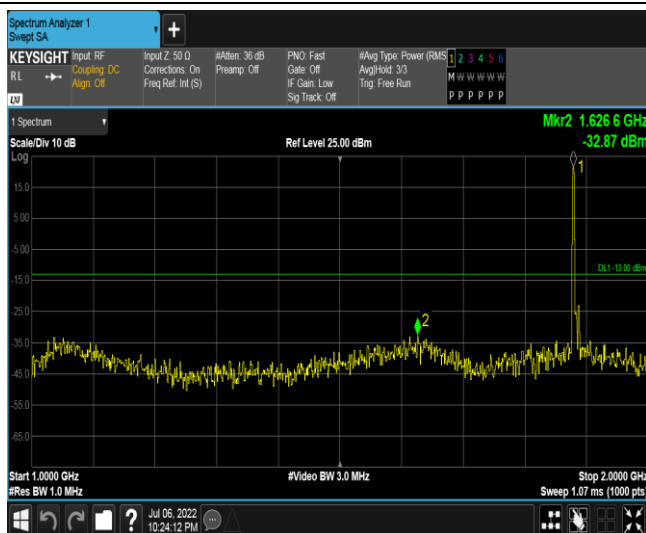 Spectrum Analyzer 1
Swept SA
+
KEYSIGHT
RL
LXI
Input: RF
Coupling: DC
Align: Off
Input Z: 50 Ω
Corrections: On
Freq Ref: Int (S)
#Atten: 36 dB
Preamp: Off
PNO: Fast
Gate: Off
IF Gain: Low
Sig Track: Off
#Avg Type: Power (RMS
Avg|Hold: 3/3
Trig: Free Run
1 2 3 4 5 6
M W W W W W
P P P P P P
1 Spectrum
Mkr2 1.626 6 GHz
Scale/Div 10 dB
Ref Level 25.00 dBm
-32.87 dBm
Log
1
15.0
5.00
-5.00
DL1 -13.00 dBm
-15.0
-25.0
2
-35.0
-45.0
-55.0
-65.0
Start 1.0000 GHz
#Video BW 3.0 MHz
Stop 2.0000 GHz
#Res BW 1.0 MHz
Sweep 1.07 ms (1000 pts)
?
Jul 06, 2022
10:24:12 PM